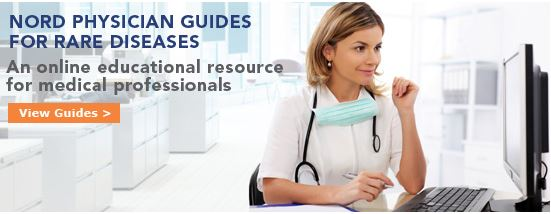 NORD PHYSICIAN GUIDES
FOR RARE DISEASES
An online educational resource
for medical professionals
View Guides >